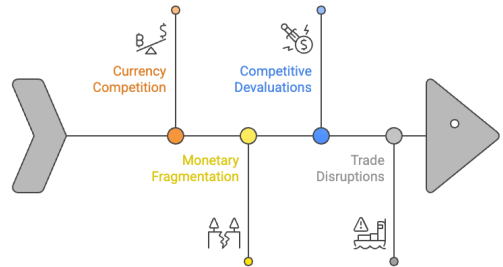 Currency
Competition
Competitive
Devaluations
Monetary
Fragmentation
Trade
Disruptions